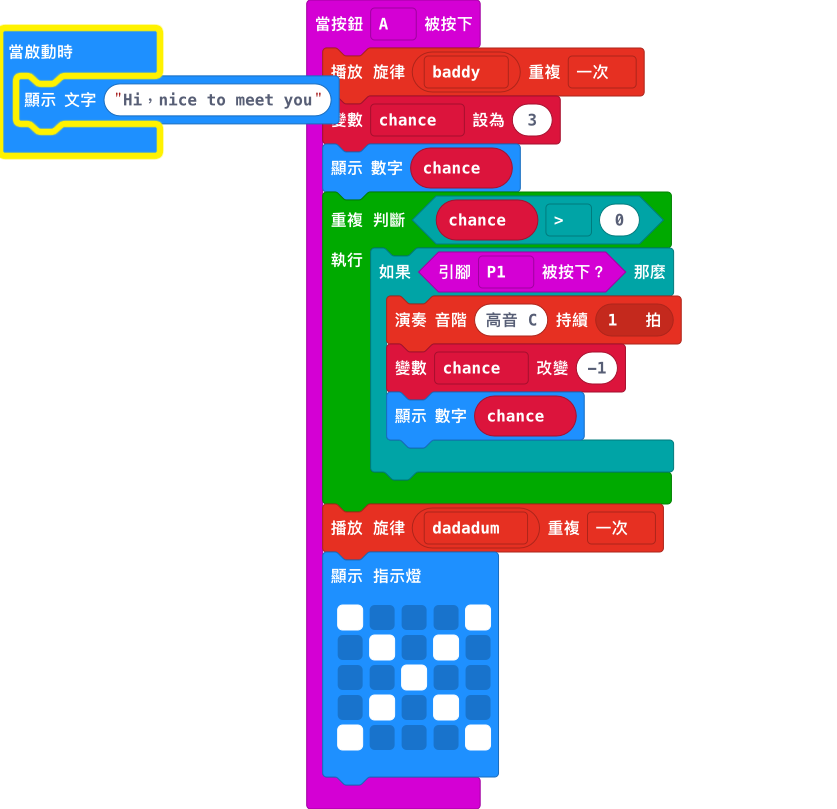 當啟動時
顯示 文字 "Hi，nice to meet you"
當按鈕 A 被按下
播放 旋律 baddy 重複 一次
變數 chance 設為 3
顯示 數字 chance
重複 判斷 chance > 0
執行
如果 引腳 P1 被按下？ 那麼
演奏 音階 高音 C 持續 1 拍
變數 chance 改變 -1
顯示 數字 chance
播放 旋律 dadadum 重複 一次
顯示 指示燈